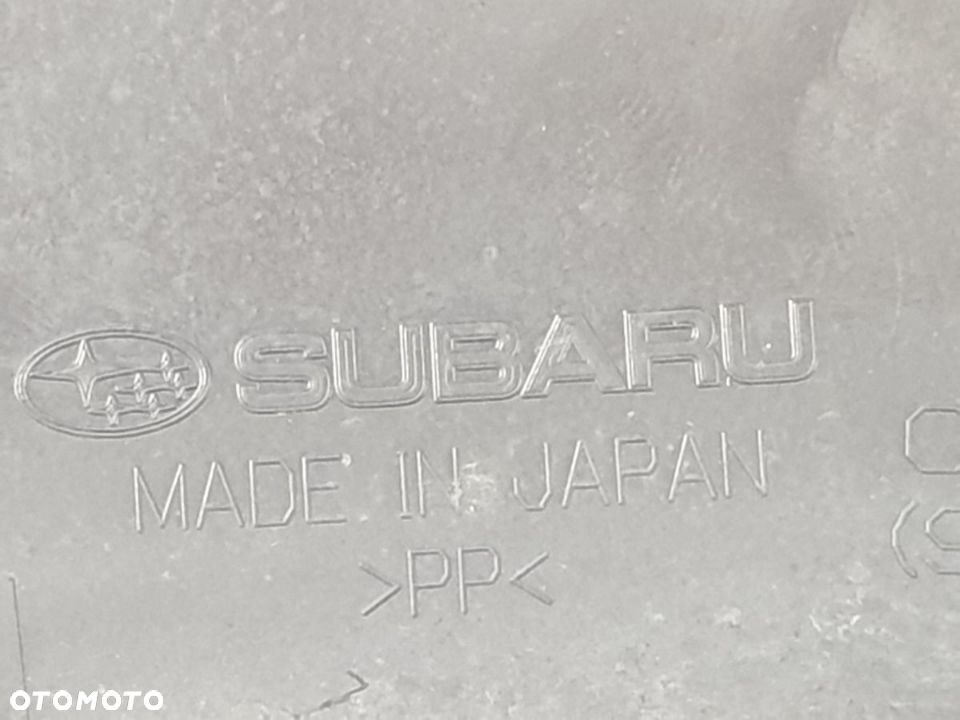 SUBARU
MADE IN JAPAN
>PP<
(S
OTOMOTO